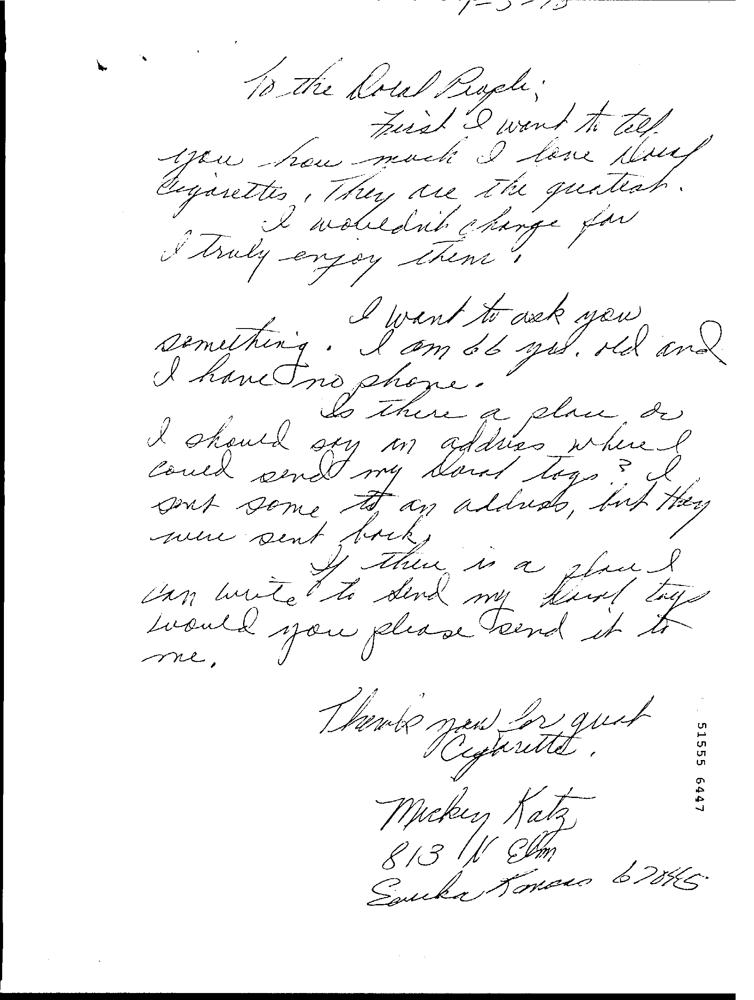 To the Doral People;
First I want to tell
you how much I love Doral
Cigarettes, They are the greatest.
I wouldn't change for
I truly enjoy them.
I want to ask you
something. I am 66 yrs. old and
I have no phone.
Is there a place or
I should say an address where I
could send my Doral tags? I
sent some to an address, but they
were sent back.
If there is a place I
can write to send my Doral tags
would you please send it to
me.
Thank you for great
Cigarette.
Mickey Katz
813 N Elm
Eureka Kansas 67045
51555 6447